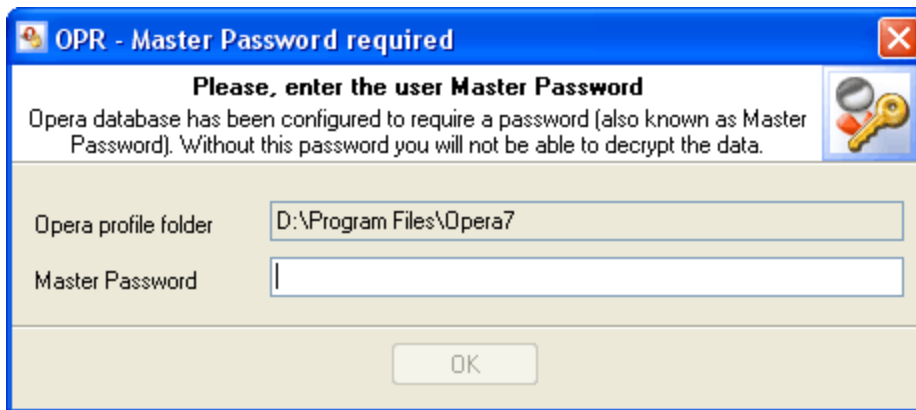 OPR - Master Password required
Please, enter the user Master Password
Opera database has been configured to require a password (also known as Master
Password). Without this password you will not be able to decrypt the data.
Opera profile folder
D:\Program Files\Opera7
Master Password
OK